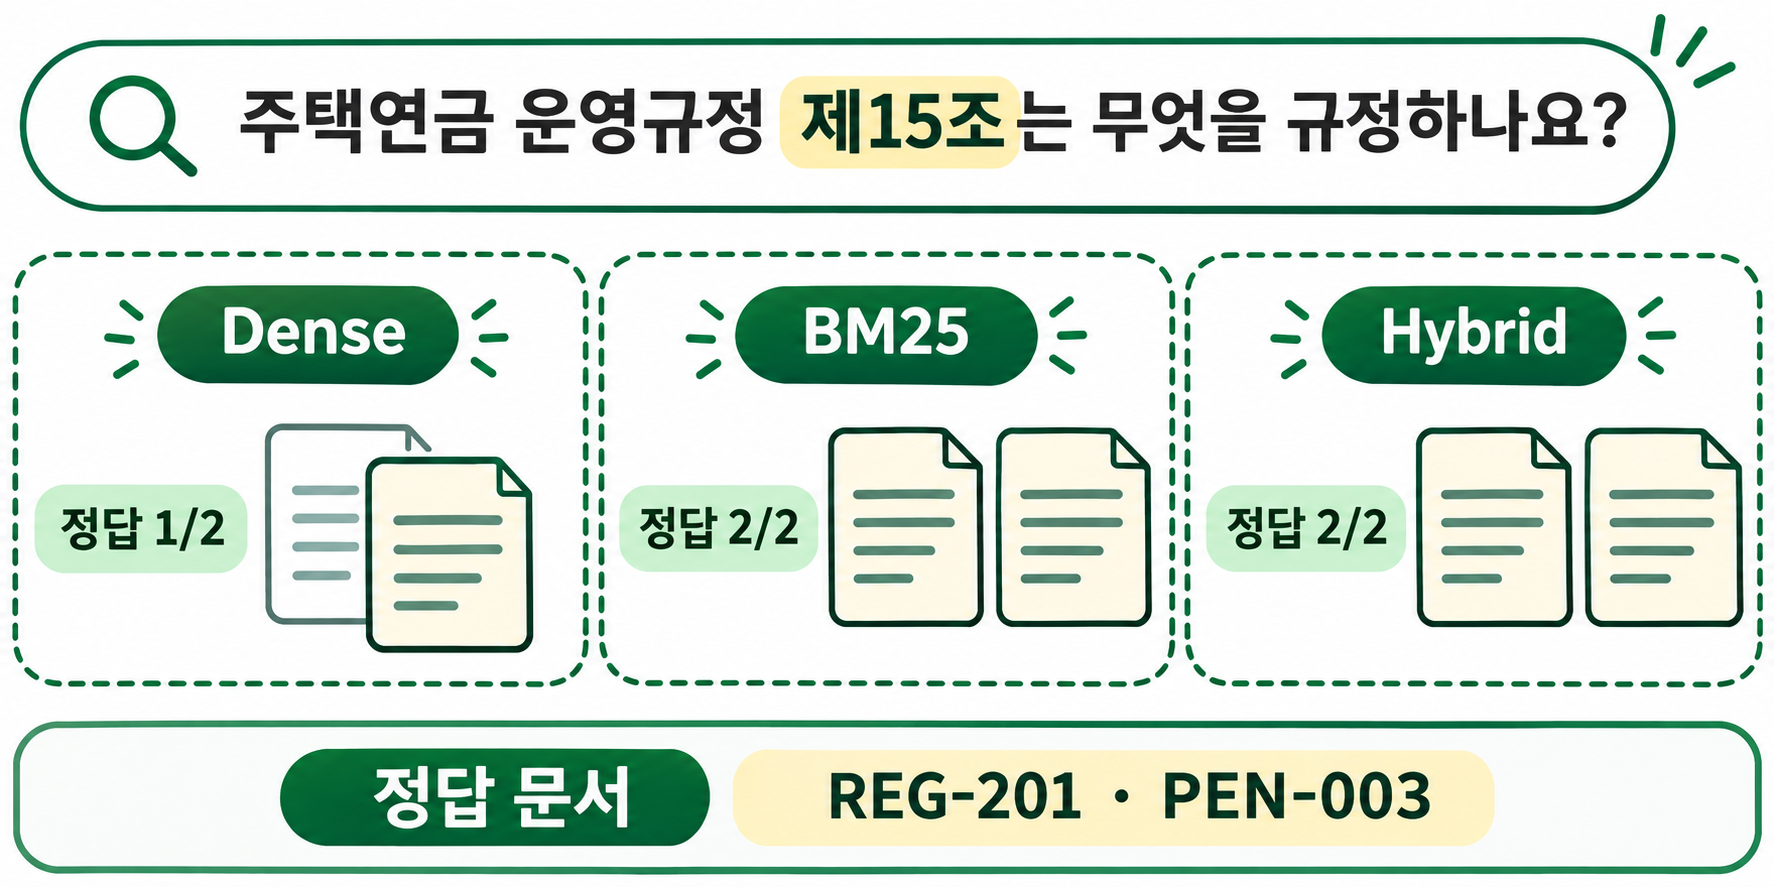 주택연금 운영규정 제15조는 무엇을 규정하나요?
Dense
정답 1/2
BM25
정답 2/2
Hybrid
정답 2/2
정답 문서
REG-201 · PEN-003